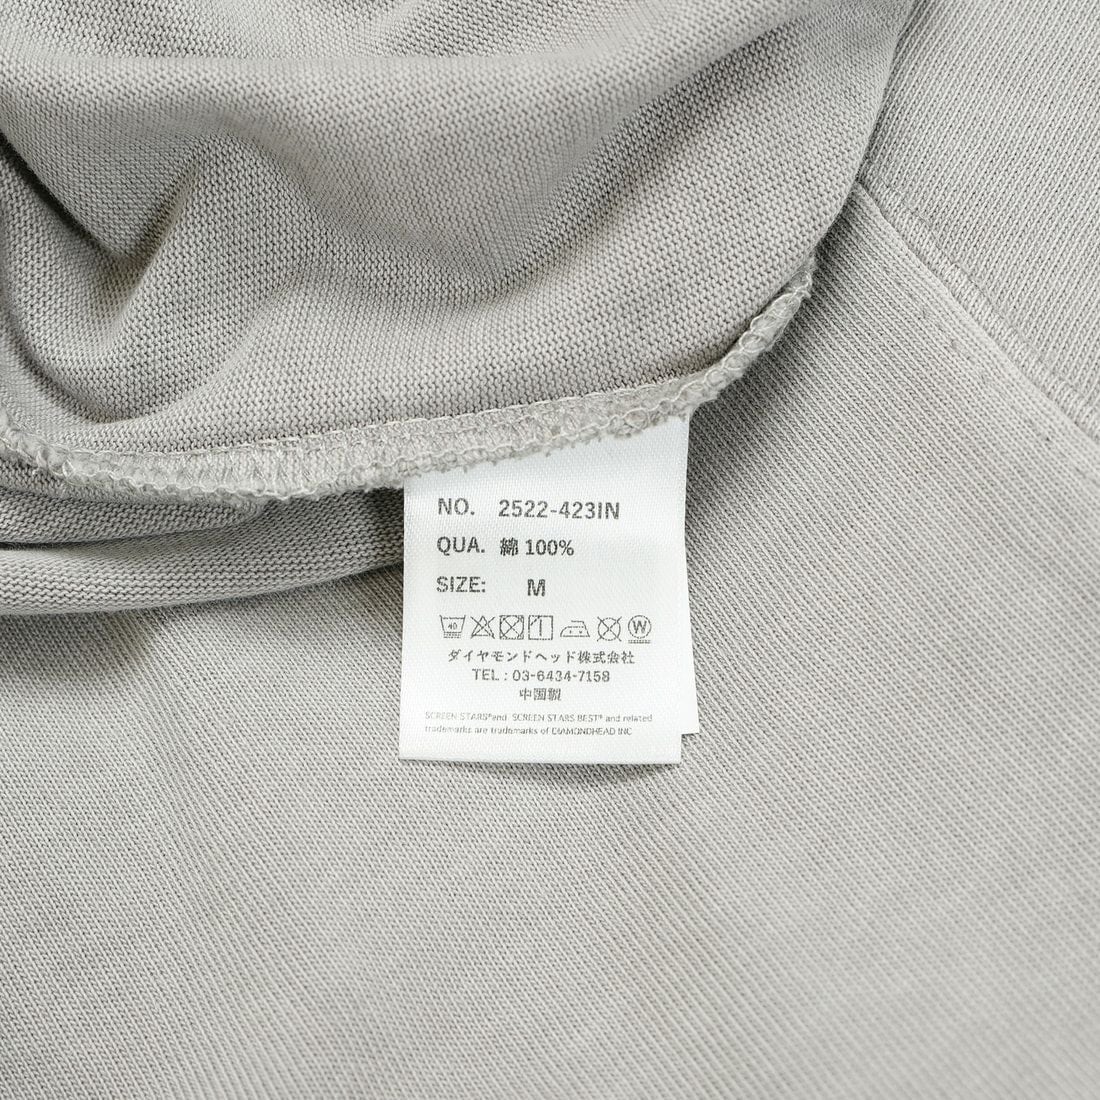 NO. 2522-423IN
QUA. 綿 100%
SIZE: M
40 W
ダイヤモンドヘッド株式会社
TEL : 03-6434-7158
中国製
SCREEN STARS® and SCREEN STARS BEST® and related
trademarks are trademarks of DIAMONDHEAD INC